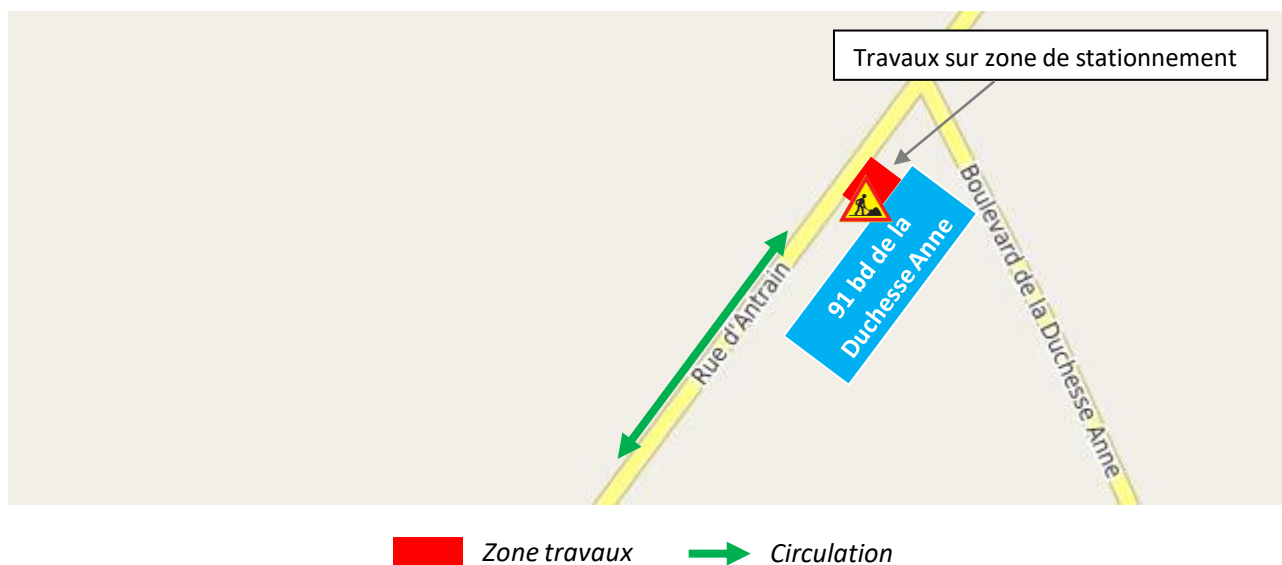 Travaux sur zone de stationnement
Boulevard de la Duchesse Anne
91 bd de la
Duchesse Anne
Rue d'Antrain
Zone travaux
Circulation